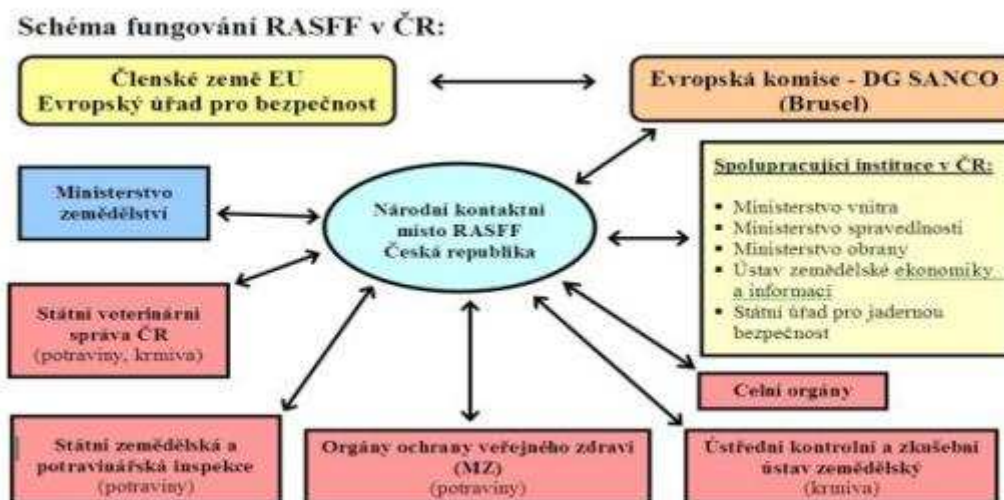 Schéma fungování RASFF v ČR:
Členské země EU
Evropský úřad pro bezpečnost
Evropská komise - DG SANCO
(Brusel)
Ministerstvo
zemědělství
Národní kontaktní
místo RASFF
Česká republika
Spolupracující instituce v ČR:
▪ Ministerstvo vnitra
▪ Ministerstvo spravedlnosti
▪ Ministerstvo obrany
▪ Ústav zemědělské ekonomiky
a informací
▪ Státní úřad pro jadernou
bezpečnost
Státní veterinární
správa ČR
(potraviny, krmiva)
Celní orgány
Státní zemědělská a
potravinářská inspekce
(potraviny)
Orgány ochrany veřejného zdraví
(MZ)
(potraviny)
Ústřední kontrolní a zkušební
ústav zemědělský
(krmiva)